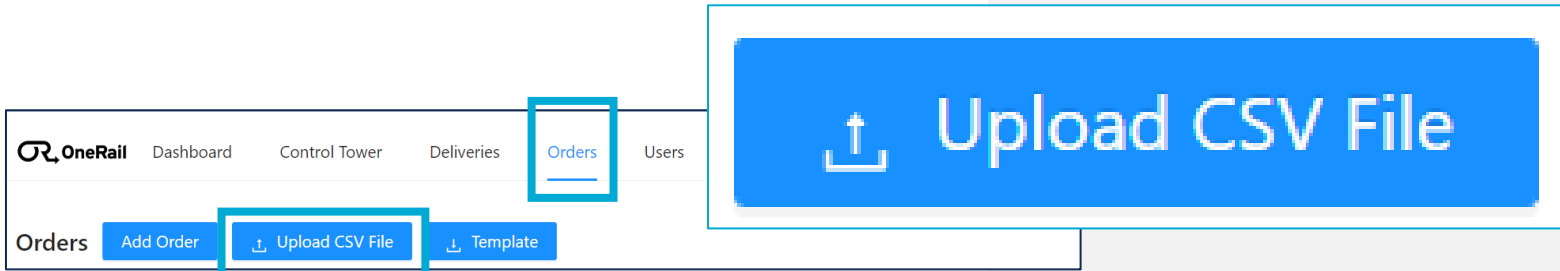 OneRail Dashboard Control Tower Deliveries Orders Users
Orders Add Order Upload CSV File Template
Upload CSV File